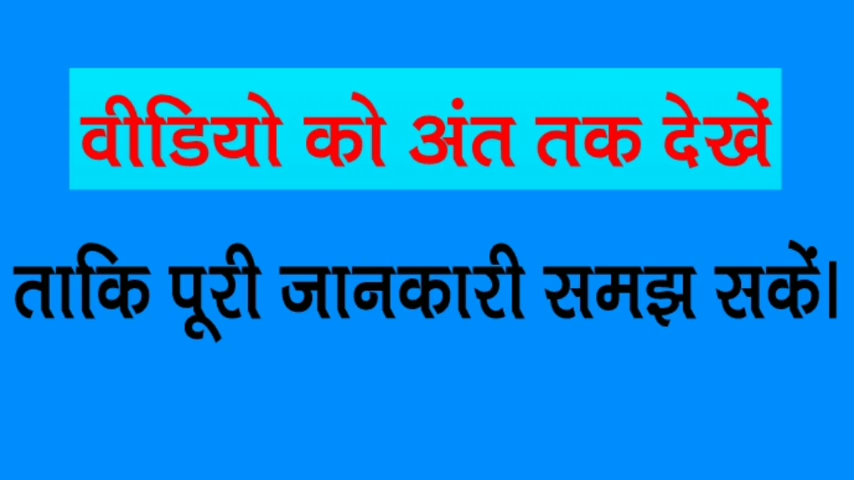 वीडियो को अंत तक देखें
ताकि पूरी जानकारी समझ सकें।